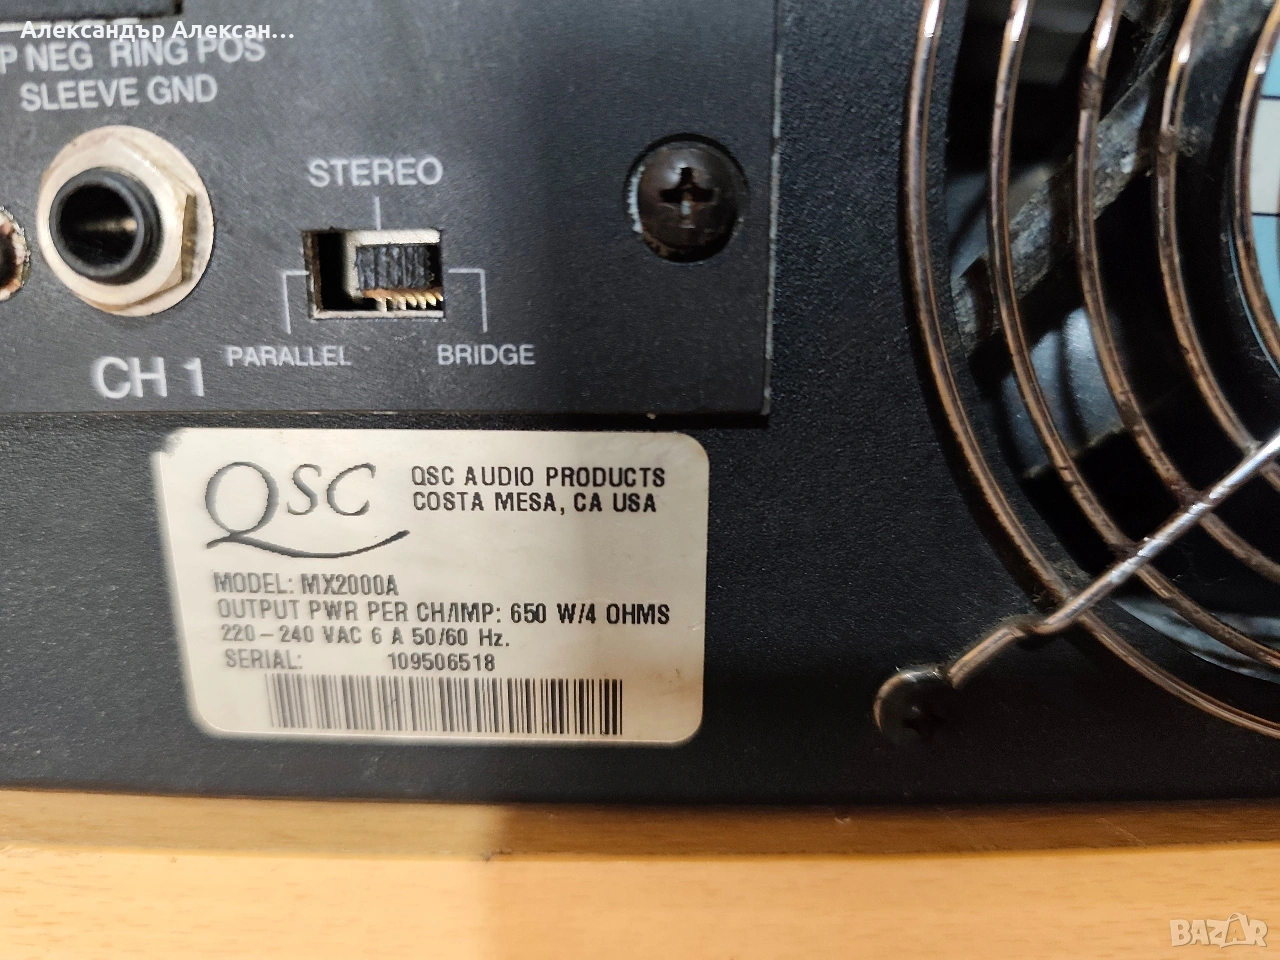 Александър Алексан...
P NEG RING POS
SLEEVE GND
STEREO
PARALLEL
BRIDGE
CH 1
QSC
QSC AUDIO PRODUCTS
COSTA MESA, CA USA
MODEL: MX2000A
OUTPUT PWR PER CH/IMP: 650 W/4 OHMS
220-240 VAC 6 A 50/60 Hz.
SERIAL: 109506518
BAZAR